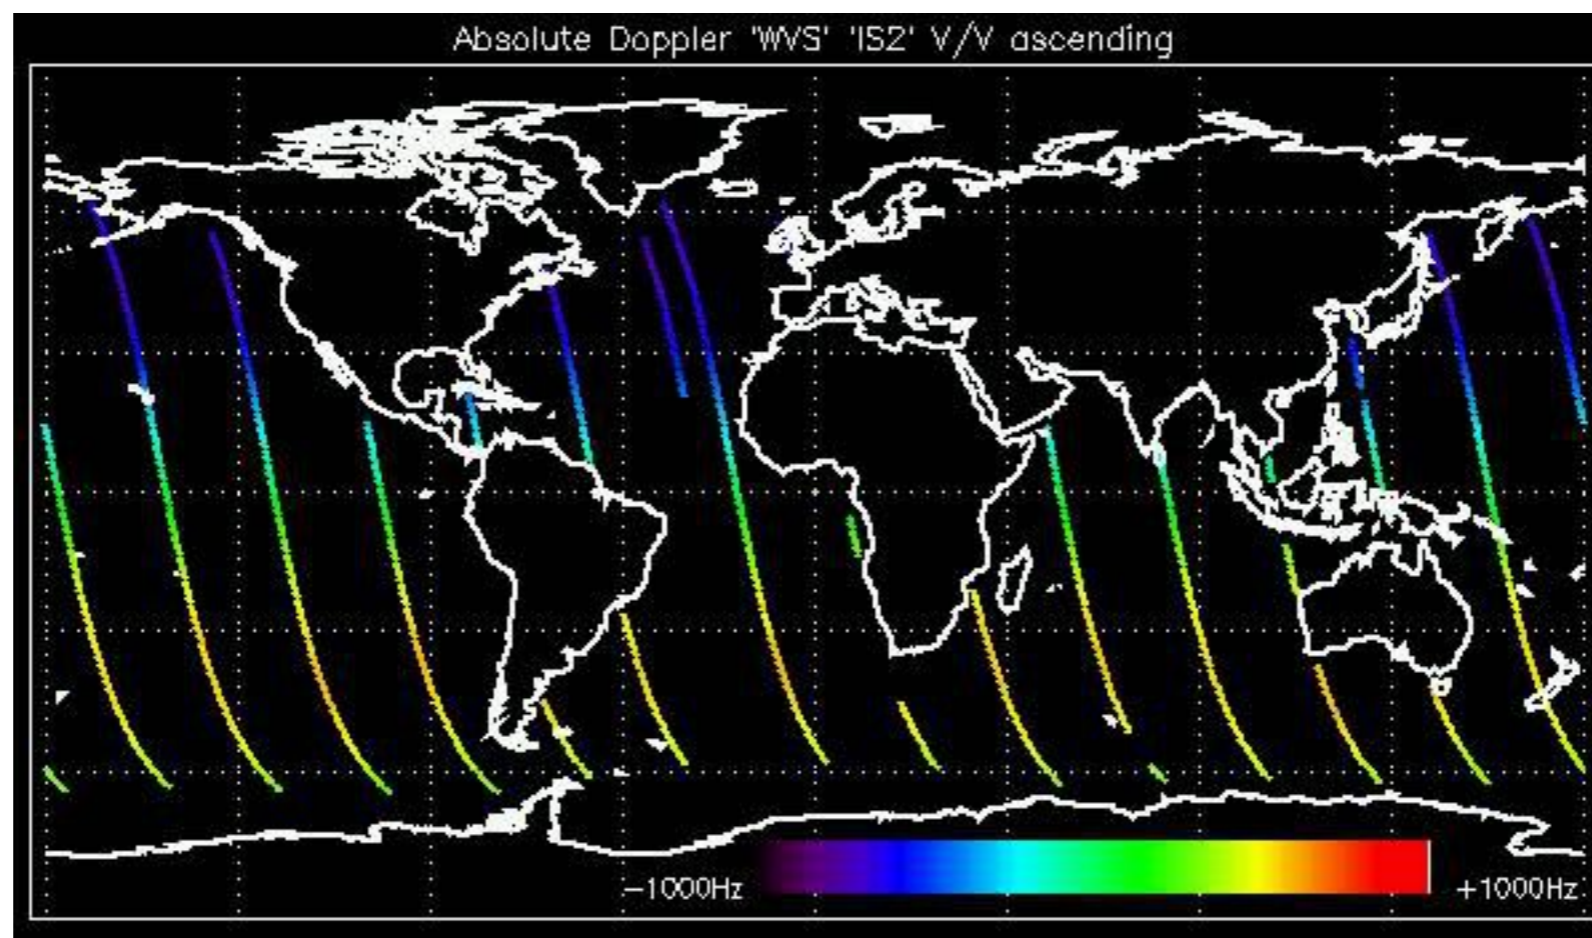 Absolute Doppler 'WVS' 'IS2' V/V ascending
-1000Hz +1000Hz